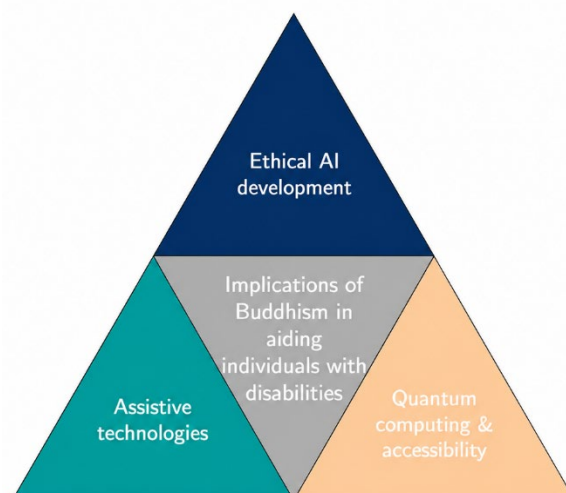 Ethical AI
development
Implications of
Buddhism in
aiding
individuals with
disabilities
Assistive
technologies
Quantum
computing &
accessibility